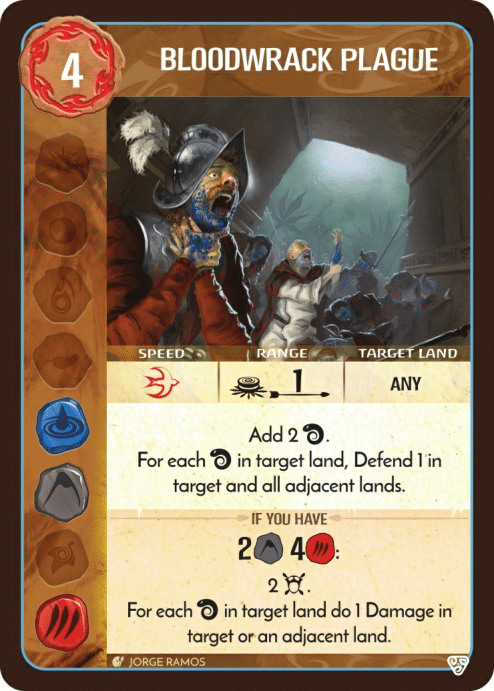 4
BLOODWRACK PLAGUE
SPEED RANGE TARGET LAND
1 ANY
Add 2 .
For each in target land, Defend 1 in
target and all adjacent lands.
IF YOU HAVE
2 4 :
2 .
For each in target land do 1 Damage in
target or an adjacent land.
JORGE RAMOS